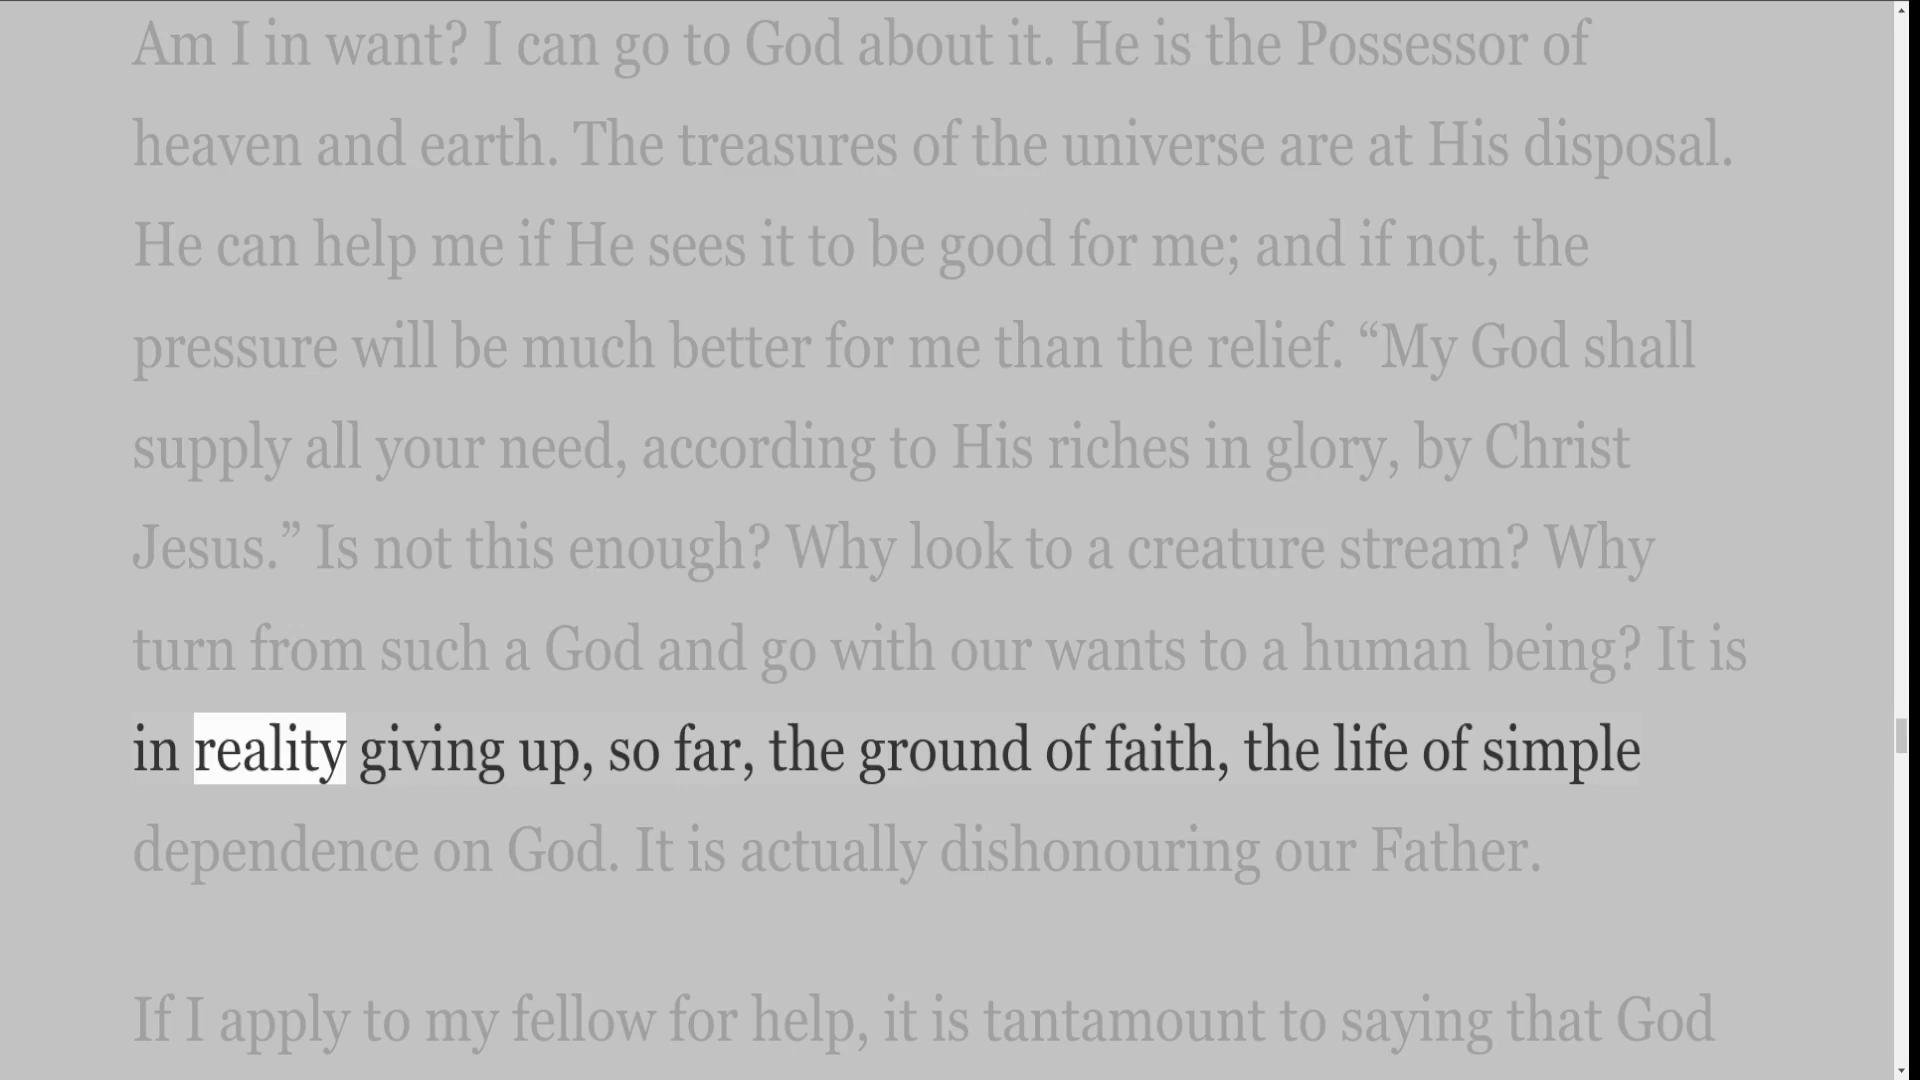 Am I in want? I can go to God about it. He is the Possessor of
heaven and earth. The treasures of the universe are at His disposal.
He can help me if He sees it to be good for me; and if not, the
pressure will be much better for me than the relief. “My God shall
supply all your need, according to His riches in glory, by Christ
Jesus.” Is not this enough? Why look to a creature stream? Why
turn from such a God and go with our wants to a human being? It is
in reality giving up, so far, the ground of faith, the life of simple
dependence on God. It is actually dishonouring our Father.
If I apply to my fellow for help, it is tantamount to saying that God